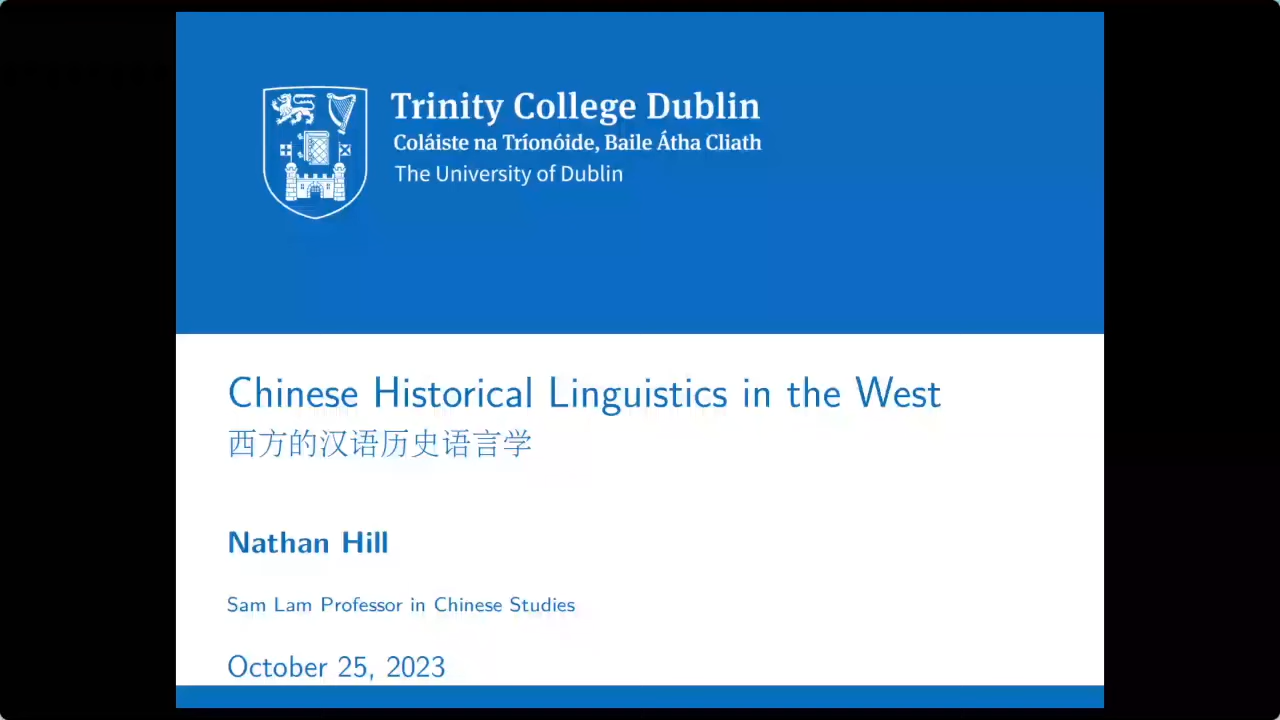 Trinity College Dublin
Coláiste na Tríonóide, Baile Átha Cliath
The University of Dublin
Chinese Historical Linguistics in the West
西方的汉语历史语言学
Nathan Hill
Sam Lam Professor in Chinese Studies
October 25, 2023